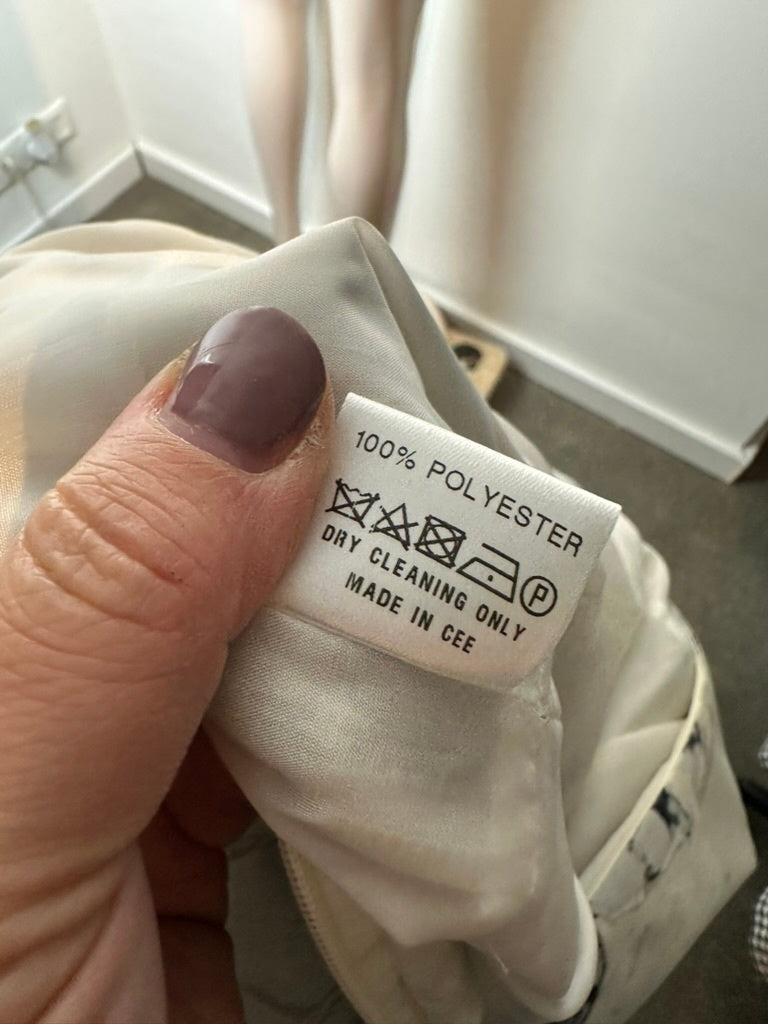 100% POLYESTER
P
DRY CLEANING ONLY
MADE IN CEE